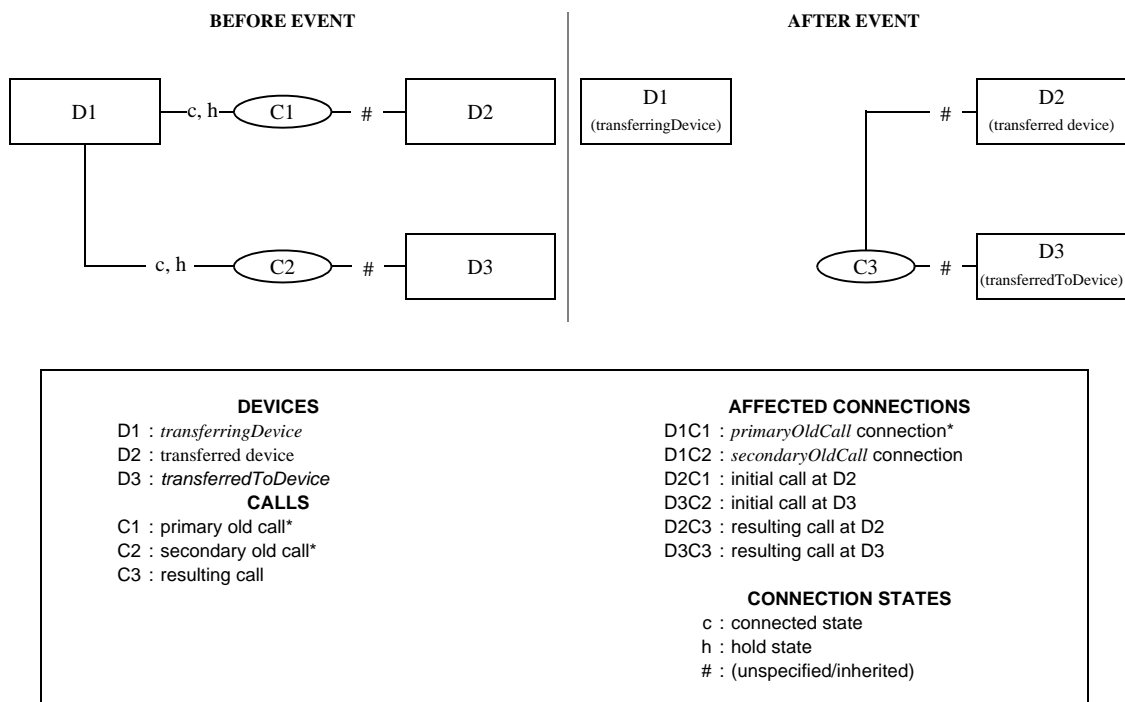 BEFORE EVENT
AFTER EVENT
D1 c, h C1 # D2
D1
(transferringDevice)
# D2
(transferred device)
c, h C2 # D3
C3 # D3
(transferredToDevice)
DEVICES
D1 : transferringDevice
D2 : transferred device
D3 : transferredToDevice
CALLS
C1 : primary old call*
C2 : secondary old call*
C3 : resulting call
AFFECTED CONNECTIONS
D1C1 : primaryOldCall connection*
D1C2 : secondaryOldCall connection
D2C1 : initial call at D2
D3C2 : initial call at D3
D2C3 : resulting call at D2
D3C3 : resulting call at D3
CONNECTION STATES
c : connected state
h : hold state
# : (unspecified/inherited)